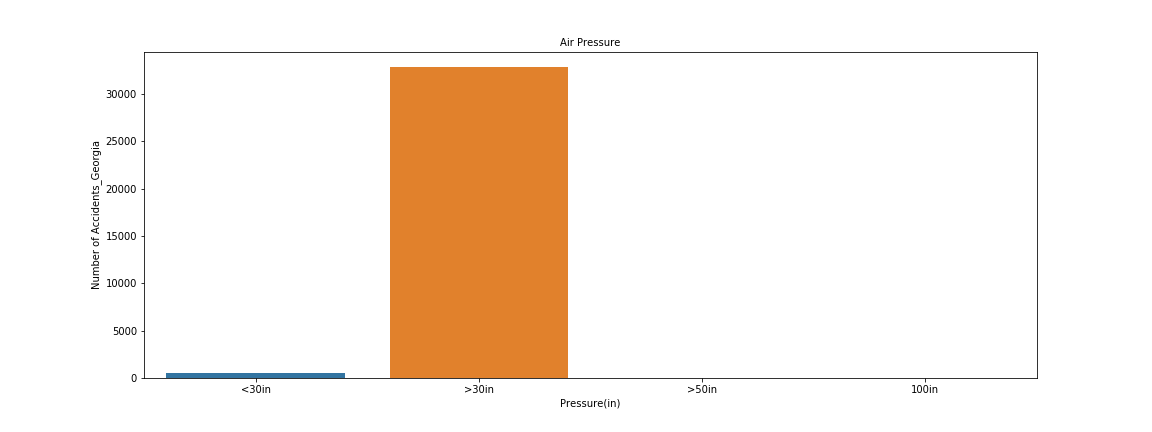 Air Pressure
Number of Accidents_Georgia
30000
25000
20000
15000
10000
5000
0
<30in
>30in
>50in
100in
Pressure(in)